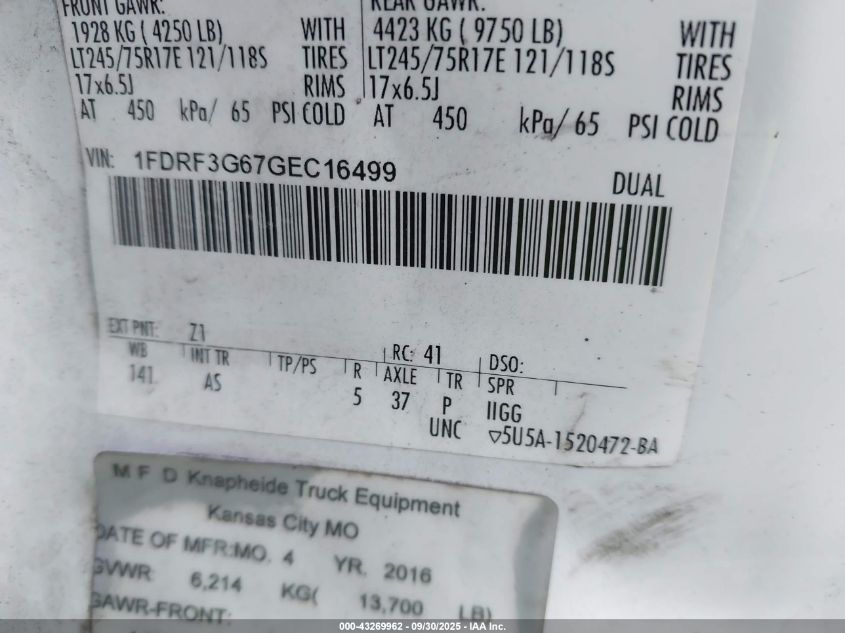 FRONT GAWR: REAR GAWR:
1928 KG ( 4250 LB) WITH 4423 KG ( 9750 LB) WITH
LT245/75R17E 121/118S TIRES LT245/75R17E 121/118S TIRES
17x6.5J RIMS 17x6.5J RIMS
AT 450 kPa/ 65 PSI COLD AT 450 kPa/ 65 PSI COLD
VIN: 1FDRF3G67GEC16499 DUAL
EXT PNT: Z1 RC: 41 DSO:
WB INT TR TP/PS R AXLE TR SPR
141 AS 5 37 P IIGG
UNC ▽5U5A-1520472-BA
M F D Knapheide Truck Equipment
Kansas City MO
DATE OF MFR:MO. 4 YR. 2016
GVWR 6,214 KG( 13,700 LB)
GAWR-FRONT:
000-43269962 - 09/30/2025 - IAA Inc.